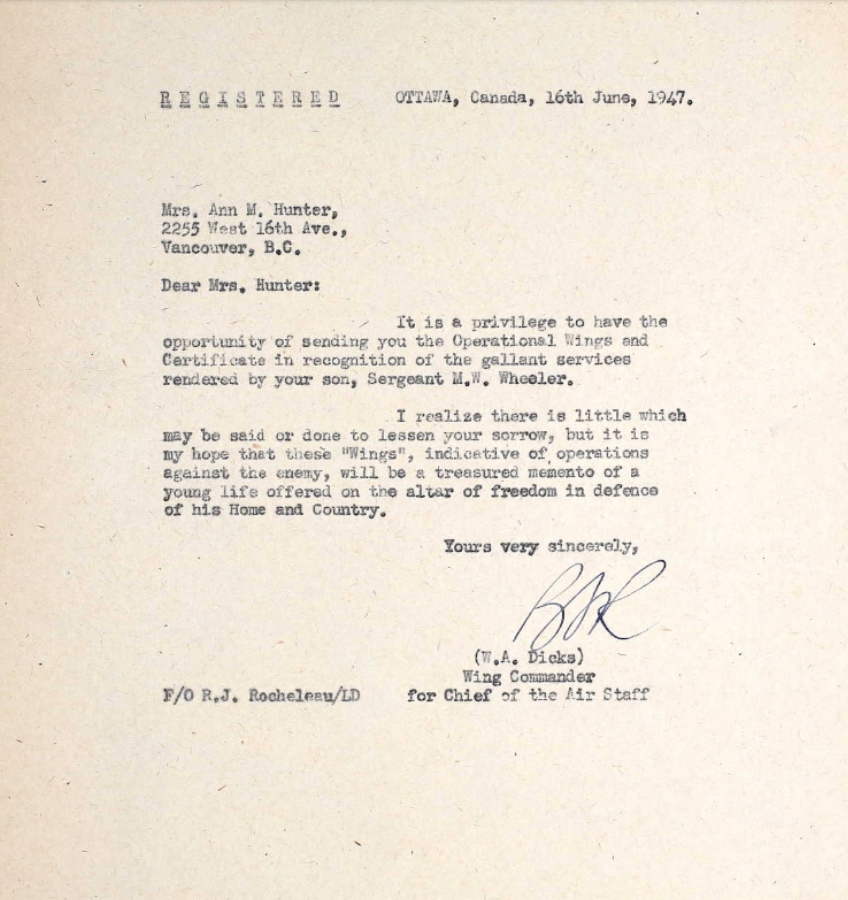 REGISTERED OTTAWA, Canada, 16th June, 1947.
Mrs. Ann M. Hunter,
2255 West 16th Ave.,
Vancouver, B.C.
Dear Mrs. Hunter:
It is a privilege to have the
opportunity of sending you the Operational Wings and
Certificate in recognition of the gallant services
rendered by your son, Sergeant M.W. Wheeler.
I realize there is little which
may be said or done to lessen your sorrow, but it is
my hope that these "Wings", indicative of operations
against the enemy, will be a treasured memento of a
young life offered on the altar of freedom in defence
of his Home and Country.
Yours very sincerely,
(W.A. Dicks)
Wing Commander
F/O R.J. Rocheleau/LD for Chief of the Air Staff